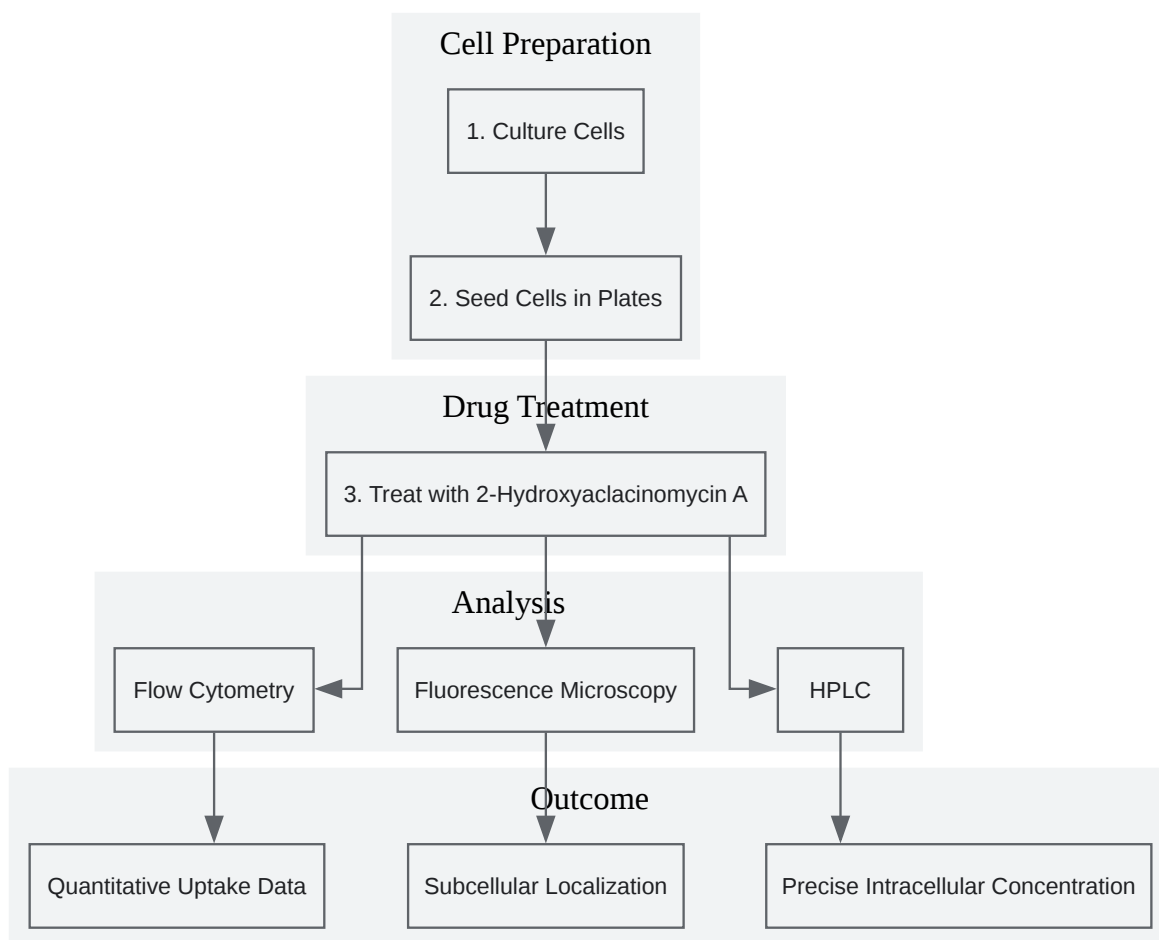 Cell Preparation
1. Culture Cells
2. Seed Cells in Plates
Drug Treatment
3. Treat with 2-Hydroxyaclacinomycin A
Analysis
Flow Cytometry
Fluorescence Microscopy
HPLC
Outcome
Quantitative Uptake Data
Subcellular Localization
Precise Intracellular Concentration